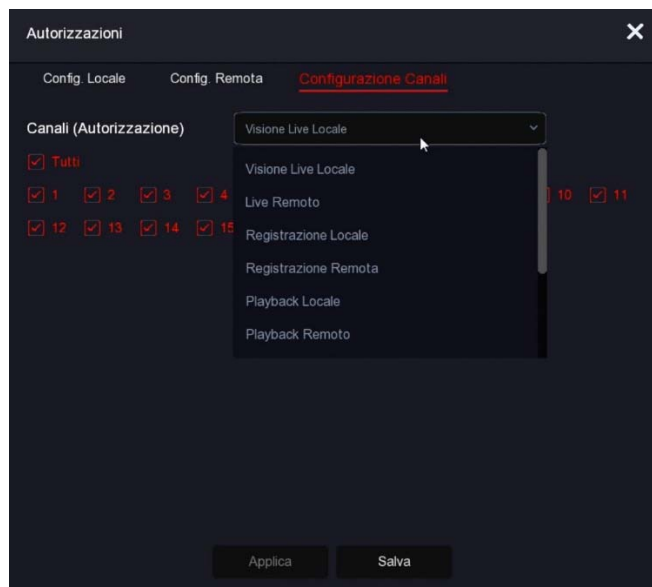 Autorizzazioni
Config. Locale Config. Remota Configurazione Canali
Canali (Autorizzazione) Visione Live Locale
Tutti
Visione Live Locale
1 2 3 4 10 11
Live Remoto
12 13 14 15
Registrazione Locale
Registrazione Remota
Playback Locale
Playback Remoto
Applica Salva